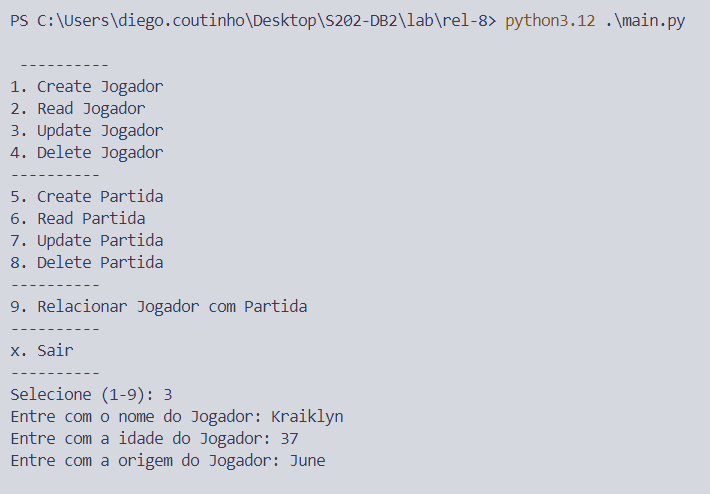 PS C:\Users\diego.coutinho\Desktop\S202-DB2\lab\rel-8> python3.12 .\main.py
----------
1. Create Jogador
2. Read Jogador
3. Update Jogador
4. Delete Jogador
----------
5. Create Partida
6. Read Partida
7. Update Partida
8. Delete Partida
----------
9. Relacionar Jogador com Partida
----------
x. Sair
----------
Selecione (1-9): 3
Entre com o nome do Jogador: Kraiklyn
Entre com a idade do Jogador: 37
Entre com a origem do Jogador: June